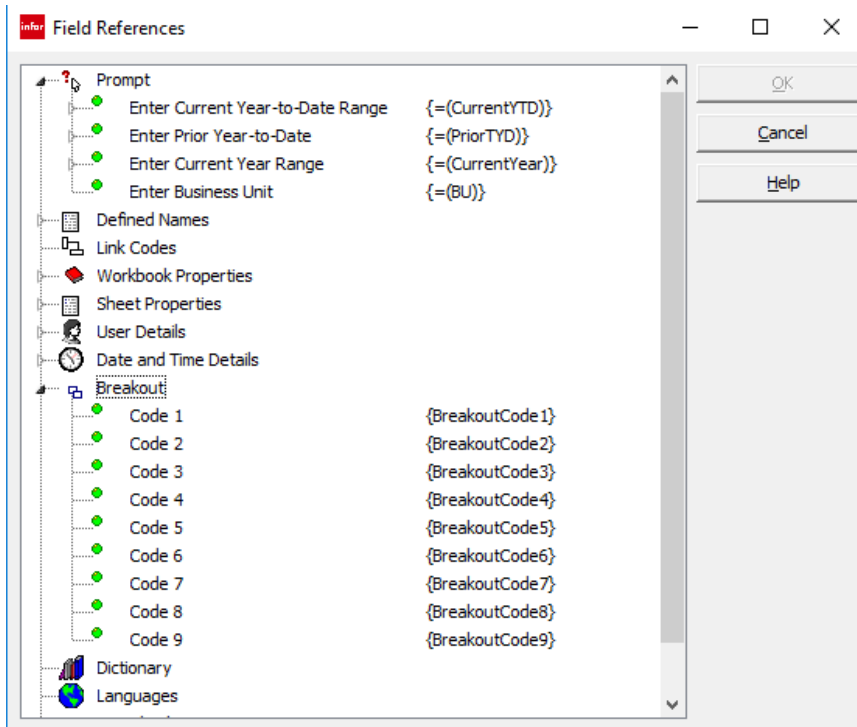 infor Field References
Prompt
Enter Current Year-to-Date Range {=(CurrentYTD)}
Enter Prior Year-to-Date {=(PriorTYD)}
Enter Current Year Range {=(CurrentYear)}
Enter Business Unit {=(BU)}
Defined Names
Link Codes
Workbook Properties
Sheet Properties
User Details
Date and Time Details
Breakout
Code 1 {BreakoutCode1}
Code 2 {BreakoutCode2}
Code 3 {BreakoutCode3}
Code 4 {BreakoutCode4}
Code 5 {BreakoutCode5}
Code 6 {BreakoutCode6}
Code 7 {BreakoutCode7}
Code 8 {BreakoutCode8}
Code 9 {BreakoutCode9}
Dictionary
Languages
OK
Cancel
Help